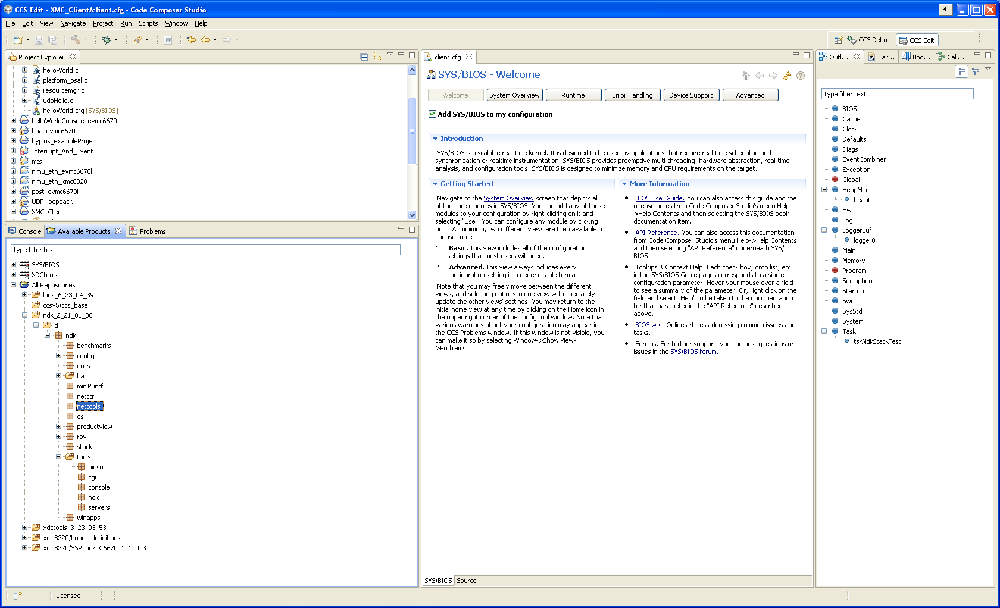 CCS Edit - XMC_Client/client.cfg - Code Composer Studio
File Edit View Navigate Project Run Scripts Window Help
CCS Debug CCS Edit
Project Explorer
helloWorld.c
platform_osal.c
resourcemgr.c
udpHello.c
helloWorld.cfg [SYS/BIOS]
helloWorldConsole_evmc6670
hua_evmc6670l
hyplnk_exampleProject
Interrupt_And_Event
mts
nimu_eth_evmc6670l
nimu_eth_xmc8320
post_evmc6670l
UDP_loopback
XMC_Client
Console Available Products Problems
type filter text
SYS/BIOS
XDCtools
All Repositories
bios_6_33_04_39
ccsv5/ccs_base
ndk_2_21_01_38
ti
ndk
benchmarks
config
docs
hal
miniPrintf
netctrl
nettools
os
productview
rov
stack
tools
binsrc
cgi
console
hdlc
servers
winapps
xdctools_3_23_03_53
xmc8320/board_definitions
xmc8320/SSP_pdk_C6670_1_1_0_3
client.cfg
SYS/BIOS - Welcome
Welcome System Overview Runtime Error Handling Device Support Advanced
Add SYS/BIOS to my configuration
Introduction
SYS/BIOS is a scalable real-time kernel. It is designed to be used by applications that require real-time scheduling and
synchronization or realtime instrumentation. SYS/BIOS provides preemptive multi-threading, hardware abstraction, real-time
analysis, and configuration tools. SYS/BIOS is designed to minimize memory and CPU requirements on the target.
Getting Started
Navigate to the System Overview screen that depicts all
of the core modules in SYS/BIOS. You can add any of these
modules to your configuration by right-clicking on it and
selecting "Use". You can configure any module by clicking
on it. At minimum, two different views are then available to
choose from:
1. Basic. This view includes all of the configuration
settings that most users will need.
2. Advanced. This view always includes every
configuration setting in a generic table format.
Note that you may freely move between the different
views, and selecting options in one view will immediately
update the other views' settings. You may return to the
initial home view at any time by clicking on the Home icon in
the upper right corner of the config tool window. Note that
various warnings about your configuration may appear in
the CCS Problems window. If this window is not visible, you
can make it so by selecting Window->Show View-
>Problems.
More Information
• BIOS User Guide. You can also access this guide and the
release notes from Code Composer Studio's menu Help-
>Help Contents and then selecting the SYS/BIOS book
documentation item.
• API Reference. You can also access this documentation
from Code Composer Studio's menu Help->Help Contents
and then selecting "API Reference" underneath SYS/
BIOS.
• Tooltips & Context Help. Each check box, drop list, etc.
in the SYS/BIOS Grace pages corresponds to a single
configuration parameter. Hover your mouse over a field
to see a summary of the parameter. Or, right click on the
field and select "Help" to be taken to the documentation
for that parameter in the "API Reference" described
above.
• BIOS wiki. Online articles addressing common issues and
tasks.
• Forums. For further support, you can post questions or
issues in the SYS/BIOS forum.
SYS/BIOS Source
Outl... Tar... Boo... Call...
type filter text
BIOS
Cache
Clock
Defaults
Diags
EventCombiner
Exception
Global
HeapMem
heap0
Hwi
Log
LoggerBuf
logger0
Main
Memory
Program
Semaphore
Startup
Swi
SysStd
System
Task
tskNdkStackTest
Licensed